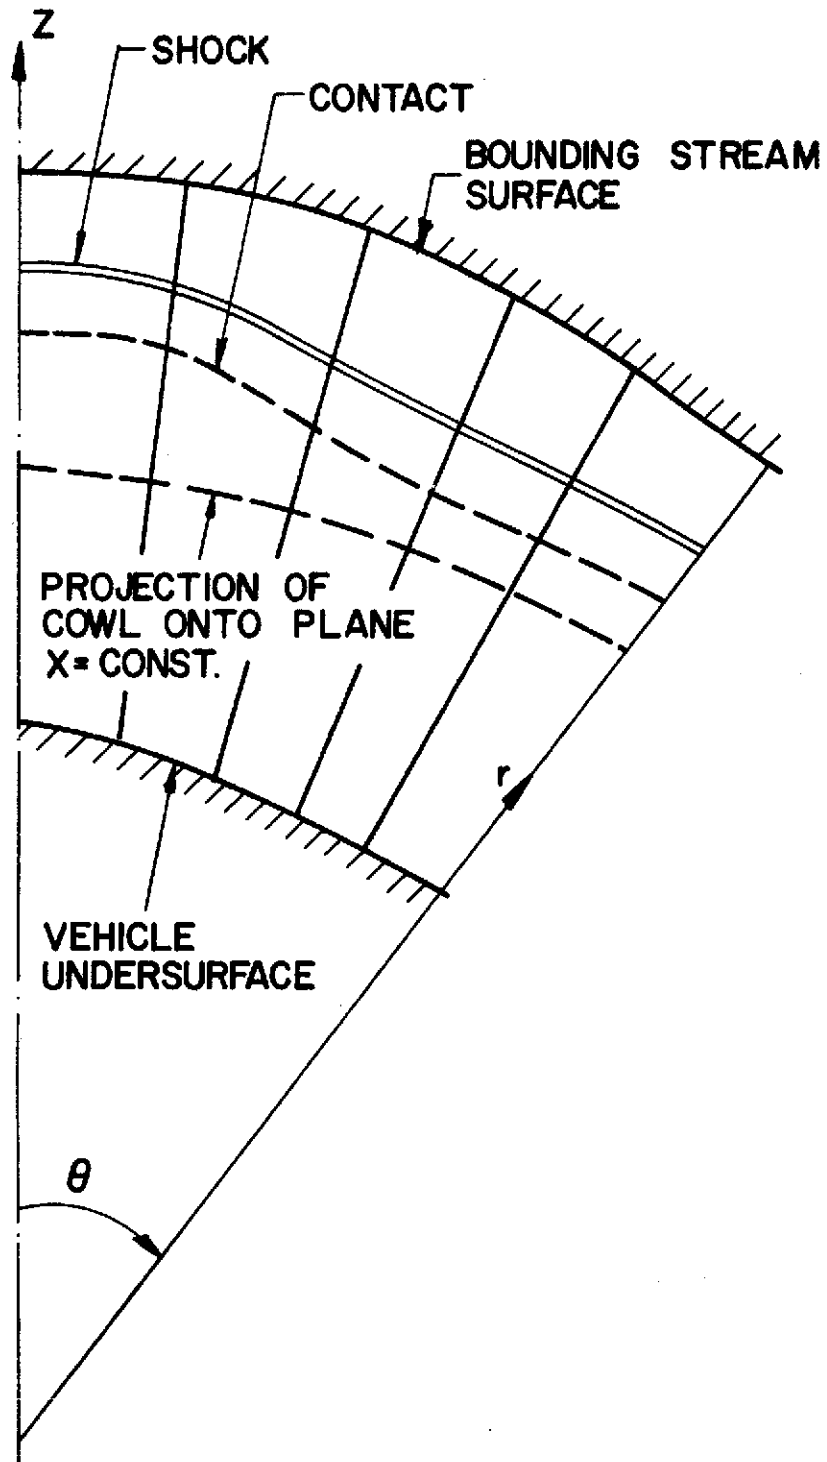 Z
SHOCK
CONTACT
BOUNDING STREAM
SURFACE
PROJECTION OF
COWL ONTO PLANE
X = CONST.
r
VEHICLE
UNDERSURFACE
θ